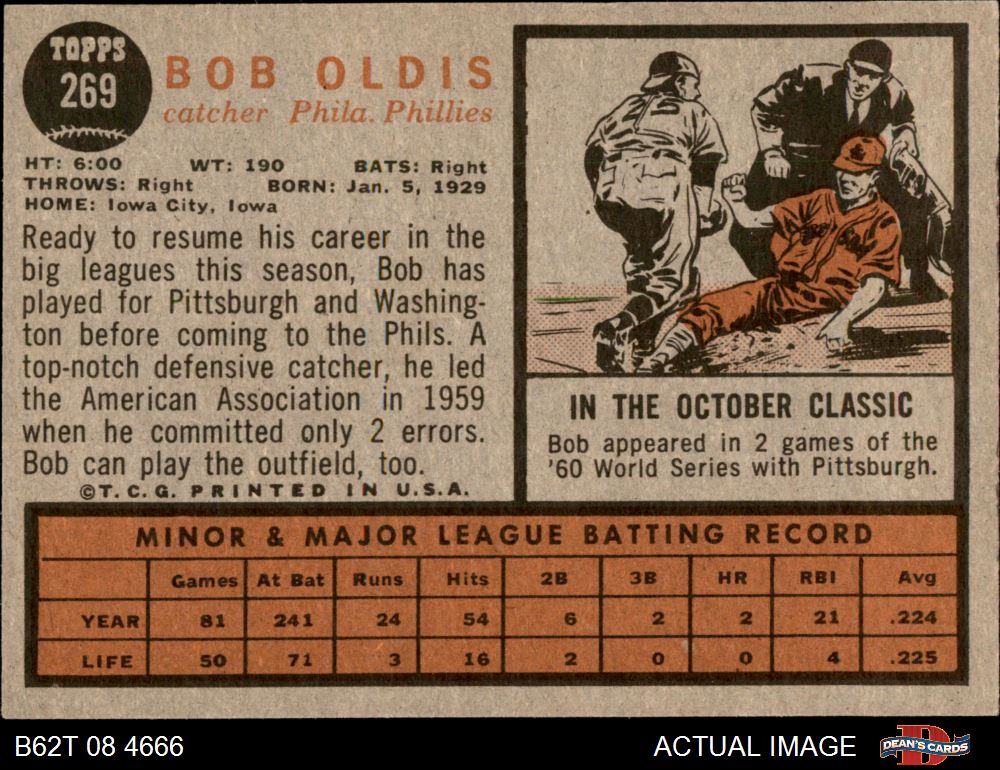 TOPPS
269
BOB OLDIS
catcher Phila. Phillies
HT: 6:00 WT: 190 BATS: Right
THROWS: Right BORN: Jan. 5, 1929
HOME: Iowa City, Iowa
Ready to resume his career in the
big leagues this season, Bob has
played for Pittsburgh and Washing-
ton before coming to the Phils. A
top-notch defensive catcher, he led
the American Association in 1959
when he committed only 2 errors.
Bob can play the outfield, too.
©T.C.G. PRINTED IN U.S.A.
IN THE OCTOBER CLASSIC
Bob appeared in 2 games of the
'60 World Series with Pittsburgh.
MINOR & MAJOR LEAGUE BATTING RECORD
Games At Bat Runs Hits 2B 3B HR RBI Avg
YEAR 81 241 24 54 6 2 2 21 .224
LIFE 50 71 3 16 2 0 0 4 .225
B62T 08 4666
ACTUAL IMAGE
D
DEAN'S CARDS